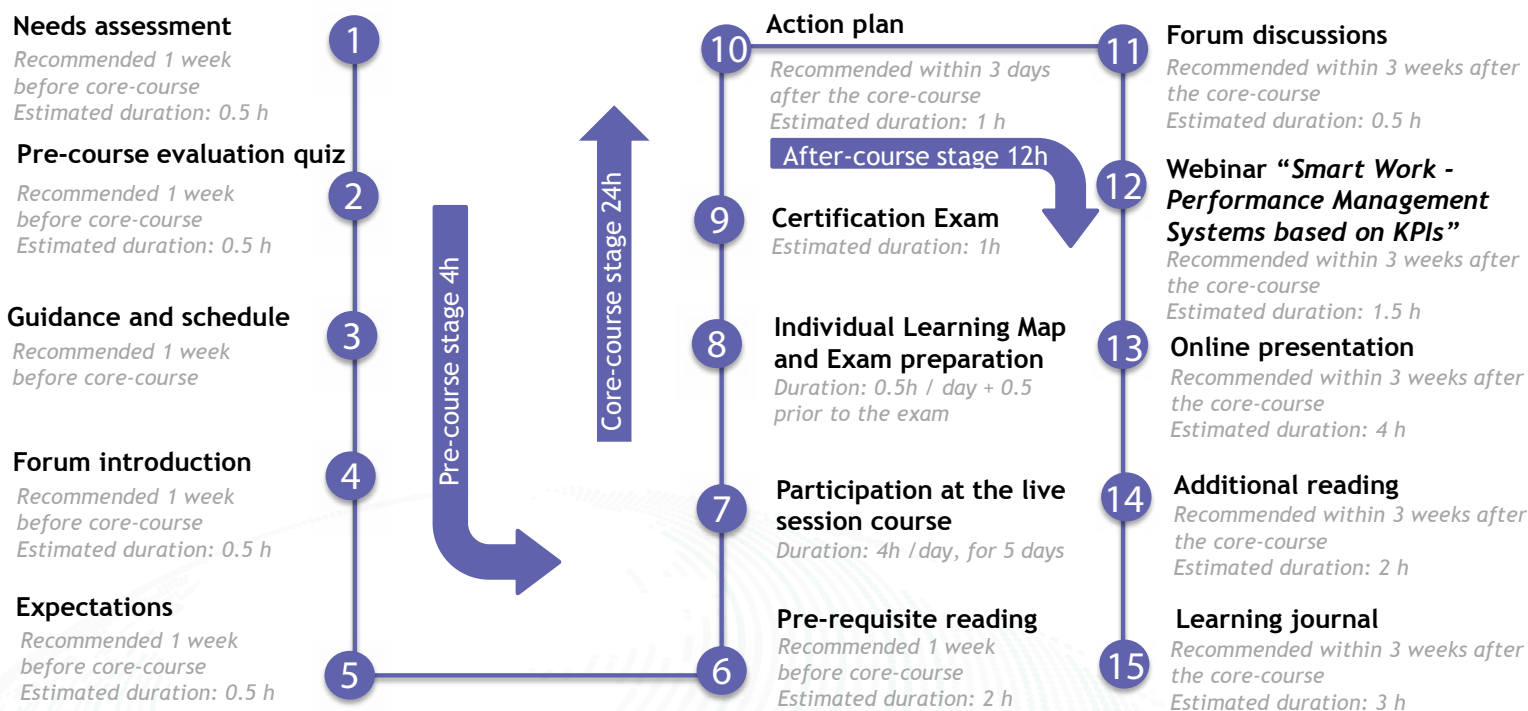 Needs assessment
Recommended 1 week
before core-course
Estimated duration: 0.5 h
1
Pre-course evaluation quiz
Recommended 1 week
before core-course
Estimated duration: 0.5 h
2
Guidance and schedule
Recommended 1 week
before core-course
3
Forum introduction
Recommended 1 week
before core-course
Estimated duration: 0.5 h
4
Expectations
Recommended 1 week
before core-course
Estimated duration: 0.5 h
5
Pre-course stage 4h
Core-course stage 24h
6
Pre-requisite reading
Recommended 1 week
before core-course
Estimated duration: 2 h
7
Participation at the live
session course
Duration: 4h /day, for 5 days
8
Individual Learning Map
and Exam preparation
Duration: 0.5h / day + 0.5
prior to the exam
9
Certification Exam
Estimated duration: 1h
10
Action plan
Recommended within 3 days
after the core-course
Estimated duration: 1 h
After-course stage 12h
11
Forum discussions
Recommended within 3 weeks after
the core-course
Estimated duration: 0.5 h
12
Webinar “Smart Work -
Performance Management
Systems based on KPIs”
Recommended within 3 weeks after
the core-course
Estimated duration: 1.5 h
13
Online presentation
Recommended within 3 weeks after
the core-course
Estimated duration: 4 h
14
Additional reading
Recommended within 3 weeks after
the core-course
Estimated duration: 2 h
15
Learning journal
Recommended within 3 weeks after
the core-course
Estimated duration: 3 h